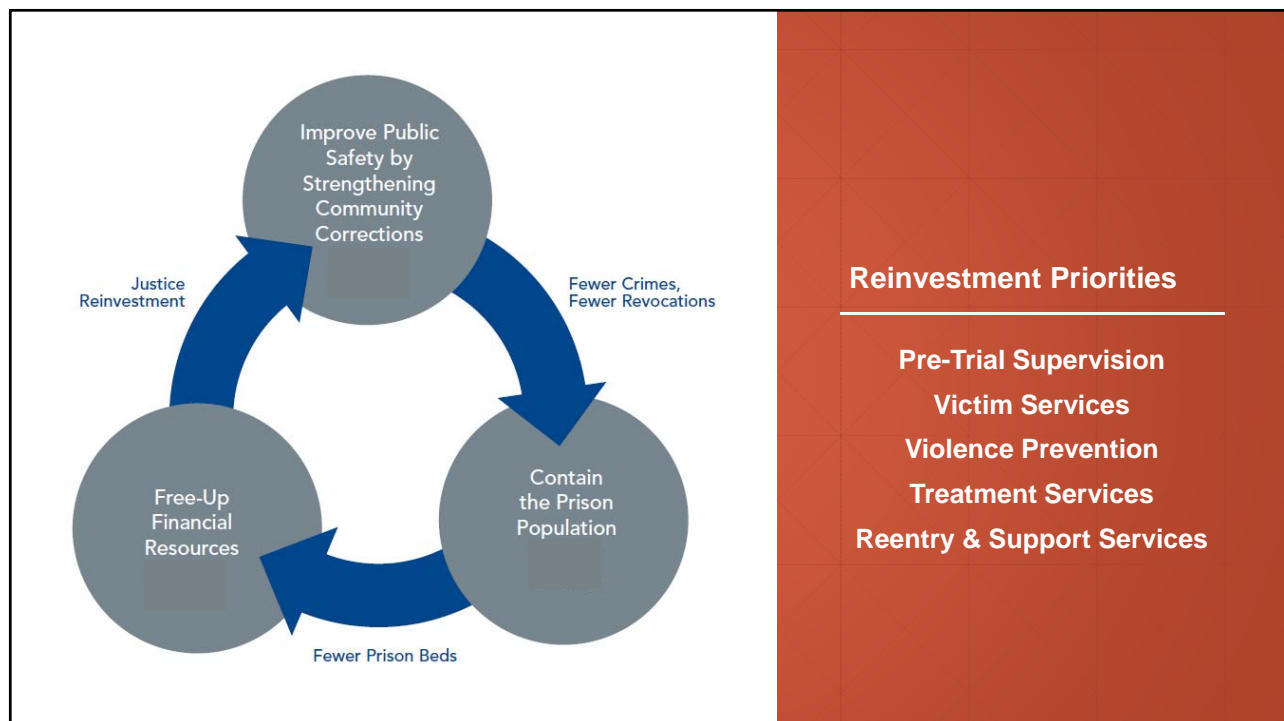 Improve Public
Safety by
Strengthening
Community
Corrections
Justice
Reinvestment
Fewer Crimes,
Fewer Revocations
Free-Up
Financial
Resources
Contain
the Prison
Population
Fewer Prison Beds
Reinvestment Priorities
Pre-Trial Supervision
Victim Services
Violence Prevention
Treatment Services
Reentry & Support Services